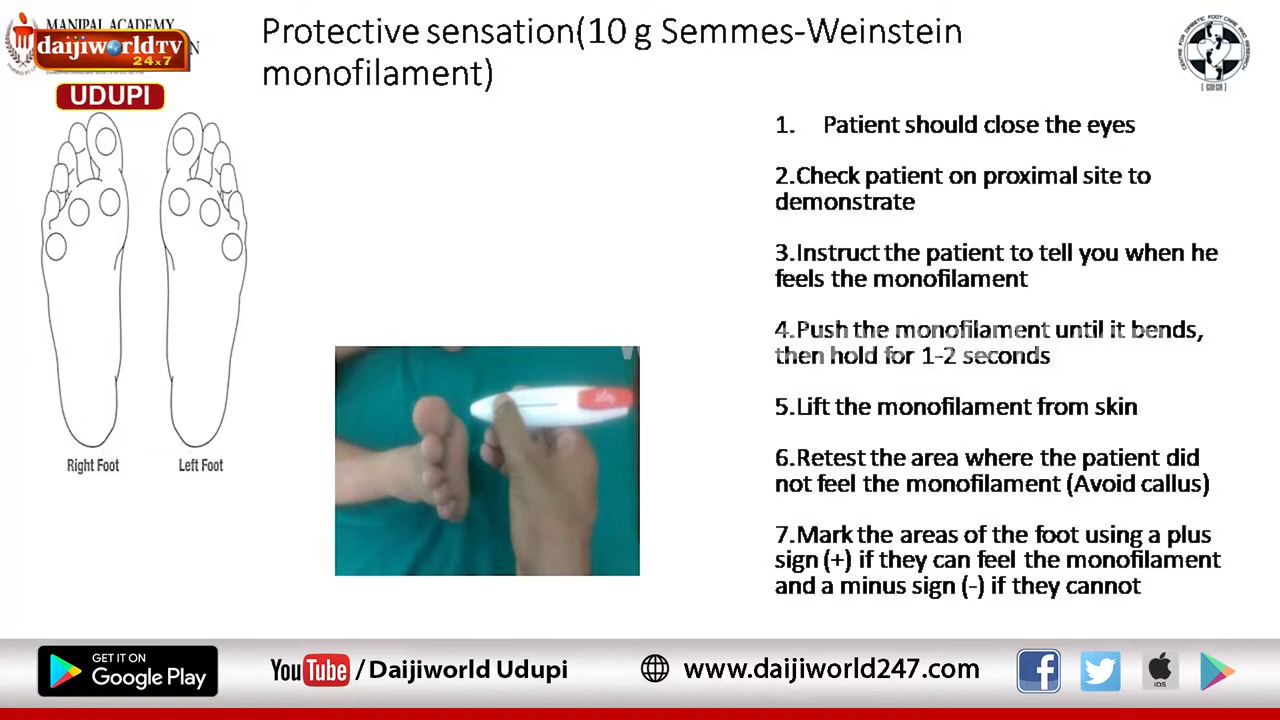 MANIPAL ACADEMY
daijiworldTV
24x7
UDUPI
Protective sensation(10 g Semmes-Weinstein
monofilament)
1. Patient should close the eyes
2.Check patient on proximal site to
demonstrate
3.Instruct the patient to tell you when he
feels the monofilament
4.Push the monofilament until it bends,
then hold for 1-2 seconds
5.Lift the monofilament from skin
6.Retest the area where the patient did
not feel the monofilament (Avoid callus)
7.Mark the areas of the foot using a plus
sign (+) if they can feel the monofilament
and a minus sign (-) if they cannot
Right Foot
Left Foot
GET IT ON
Google Play
YouTube / Daijiworld Udupi
www.daijiworld247.com
iOS